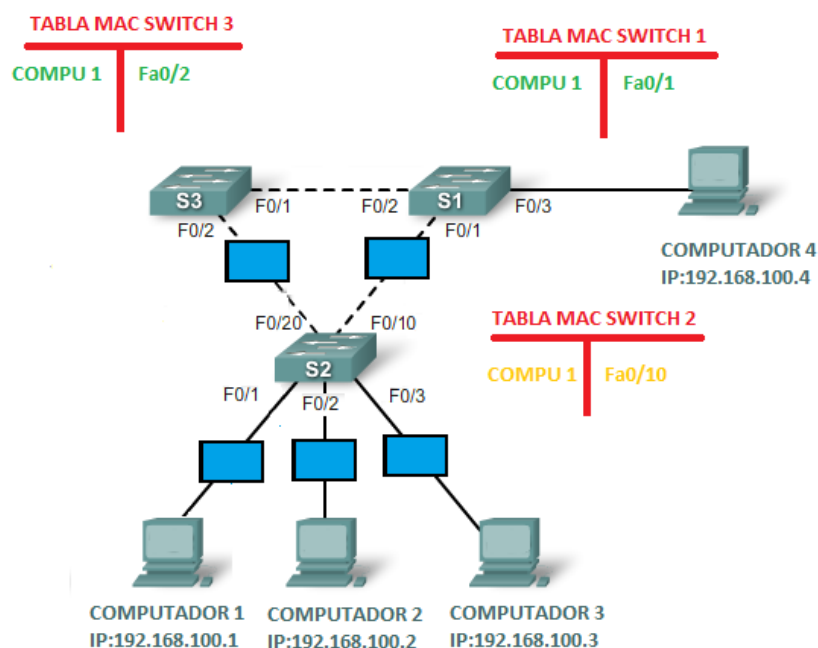 TABLA MAC SWITCH 3
COMPU 1 Fa0/2
TABLA MAC SWITCH 1
COMPU 1 Fa0/1
S3
F0/1
F0/2
S1
F0/3
F0/2
F0/1
COMPUTADOR 4
IP:192.168.100.4
F0/20
F0/10
TABLA MAC SWITCH 2
COMPU 1 Fa0/10
S2
F0/1
F0/2
F0/3
COMPUTADOR 1
IP:192.168.100.1
COMPUTADOR 2
IP:192.168.100.2
COMPUTADOR 3
IP:192.168.100.3